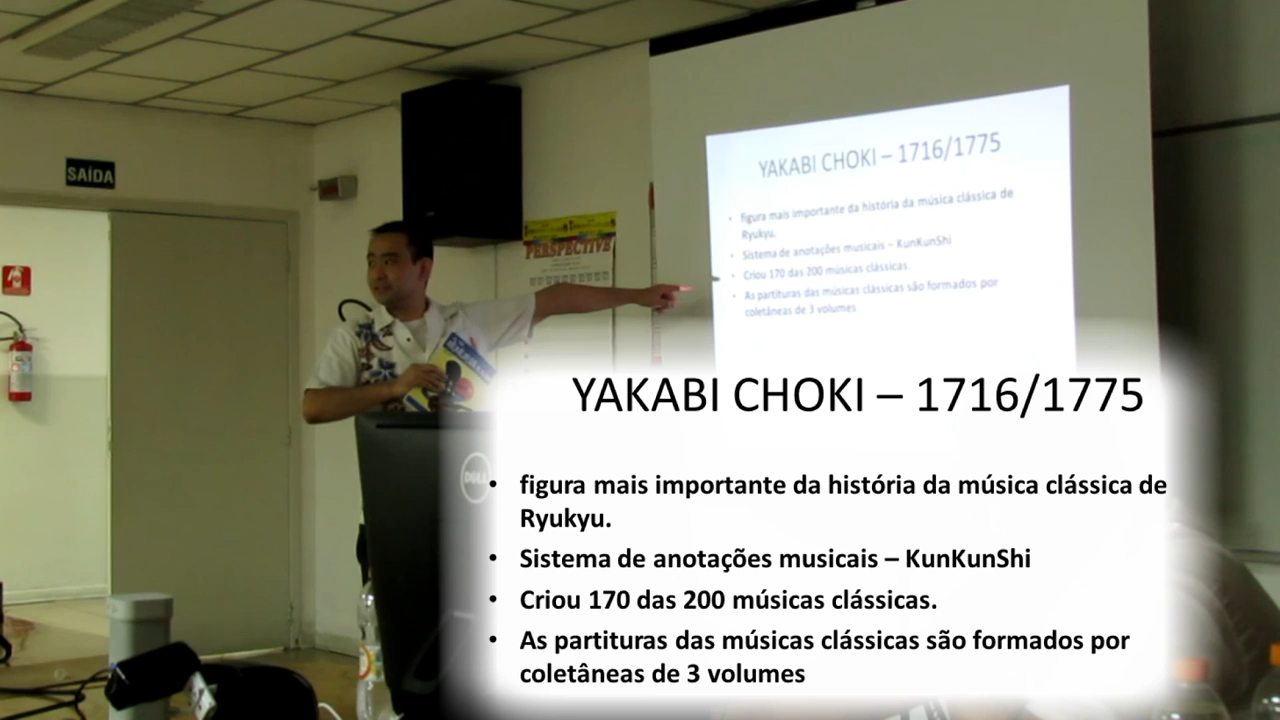 SAÍDA
PERSPECTIVE
YAKABI CHOKI – 1716/1775
• figura mais importante da história da música clássica de
Ryukyu.
• Sistema de anotações musicais – KunKunShi
• Criou 170 das 200 músicas clássicas.
• As partituras das músicas clássicas são formados por
coletâneas de 3 volumes
DELL
YAKABI CHOKI – 1716/1775
• figura mais importante da história da música clássica de
Ryukyu.
• Sistema de anotações musicais – KunKunShi
• Criou 170 das 200 músicas clássicas.
• As partituras das músicas clássicas são formados por
coletâneas de 3 volumes